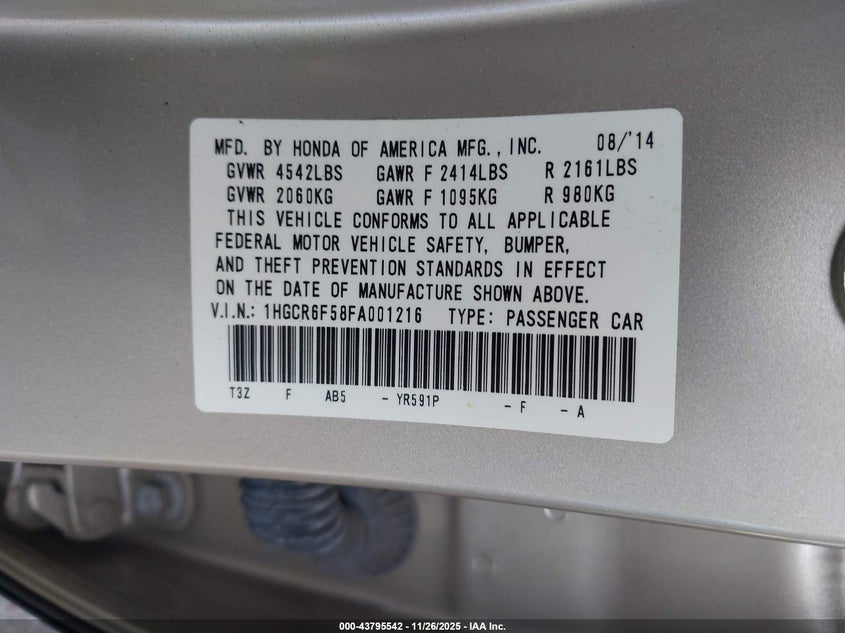 MFD. BY HONDA OF AMERICA MFG., INC. 08/'14
GVWR 4542LBS GAWR F 2414LBS R 2161LBS
GVWR 2060KG GAWR F 1095KG R 980KG
THIS VEHICLE CONFORMS TO ALL APPLICABLE
FEDERAL MOTOR VEHICLE SAFETY, BUMPER,
AND THEFT PREVENTION STANDARDS IN EFFECT
ON THE DATE OF MANUFACTURE SHOWN ABOVE.
V.I.N.: 1HGCR6F58FA001216 TYPE: PASSENGER CAR
T3Z F AB5 - YR591P - F - A
000-43795542 | 11/26/2025 | IAA Inc.